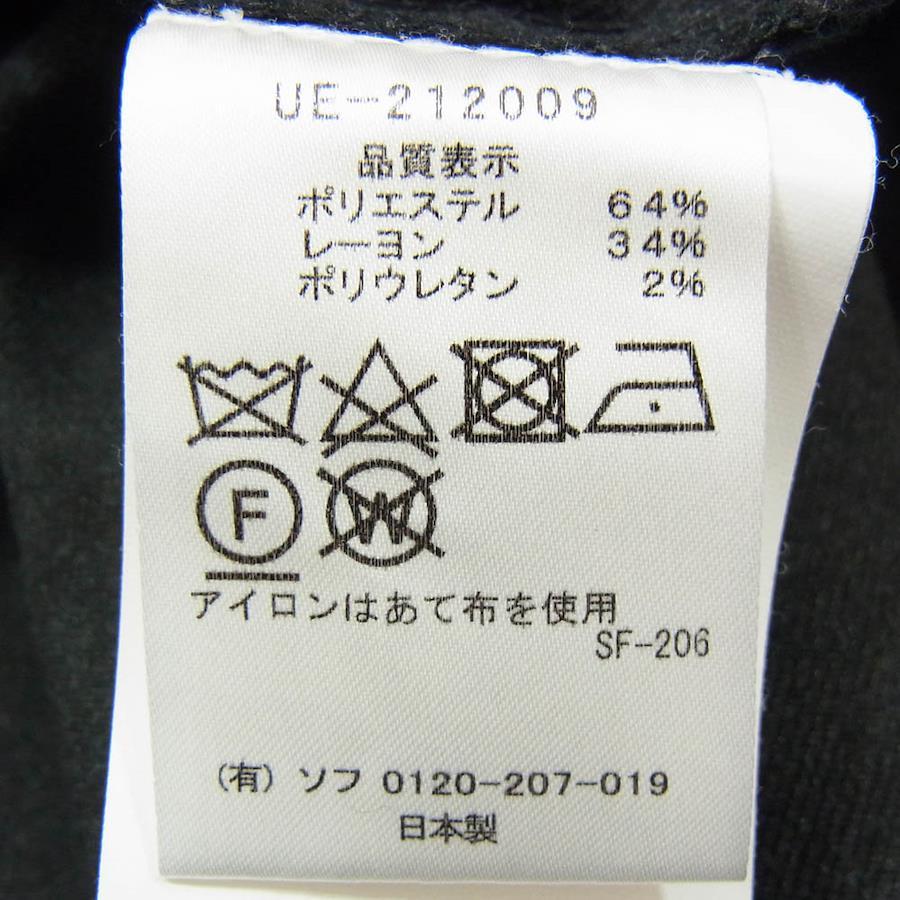 UE-212009
品質表示
ポリエステル 64%
レーヨン 34%
ポリウレタン 2%
F
W
アイロンはあて布を使用
SF-206
(有) ソフ 0120-207-019
日本製